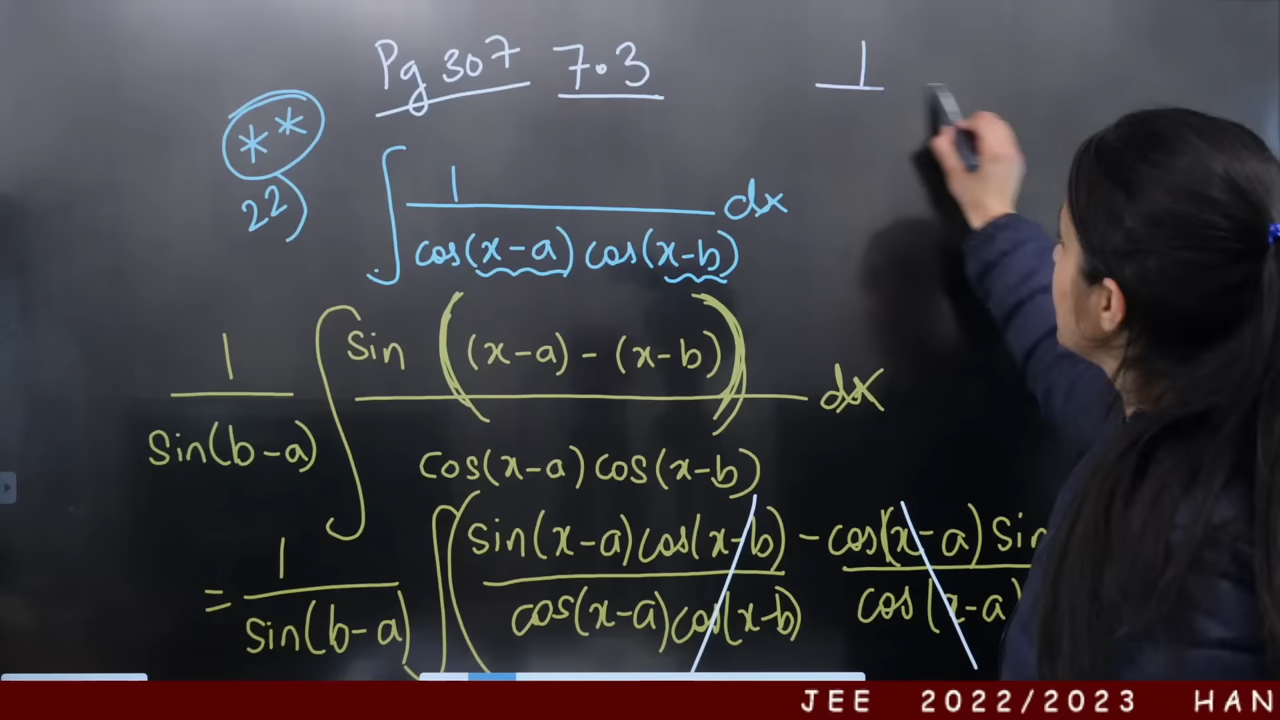 Pg 307 7.3
1
**
22) ∫ 1 / cos(x-a) cos(x-b) dx
1 / Sin(b-a) ∫ Sin ((x-a) - (x-b)) / cos(x-a) cos(x-b) dx
= 1 / Sin(b-a) ∫ ( Sin(x-a) cos(x-b) / cos(x-a) cos(x-b) - cos(x-a) Sin / cos(x-a)
JEE 2022/2023 HAN